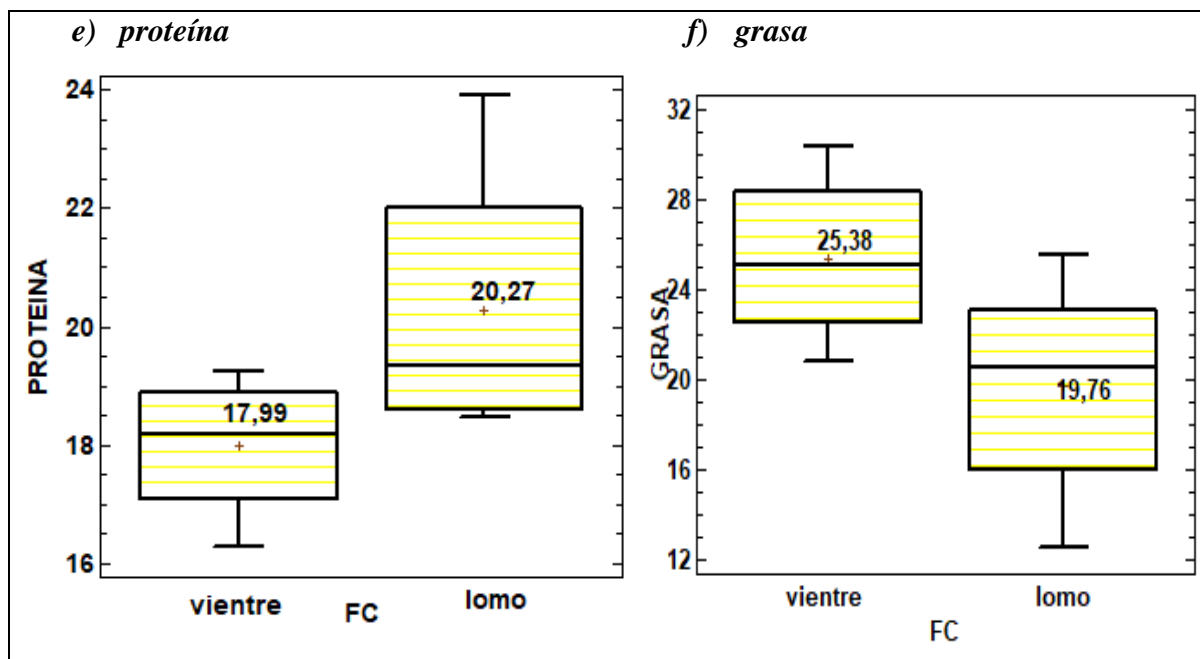 e) proteína
24
22
20
18
16
PROTEINA
17,99
20,27
vientre
lomo
FC
f) grasa
32
28
24
20
16
12
GRASA
25,38
19,76
vientre
lomo
FC